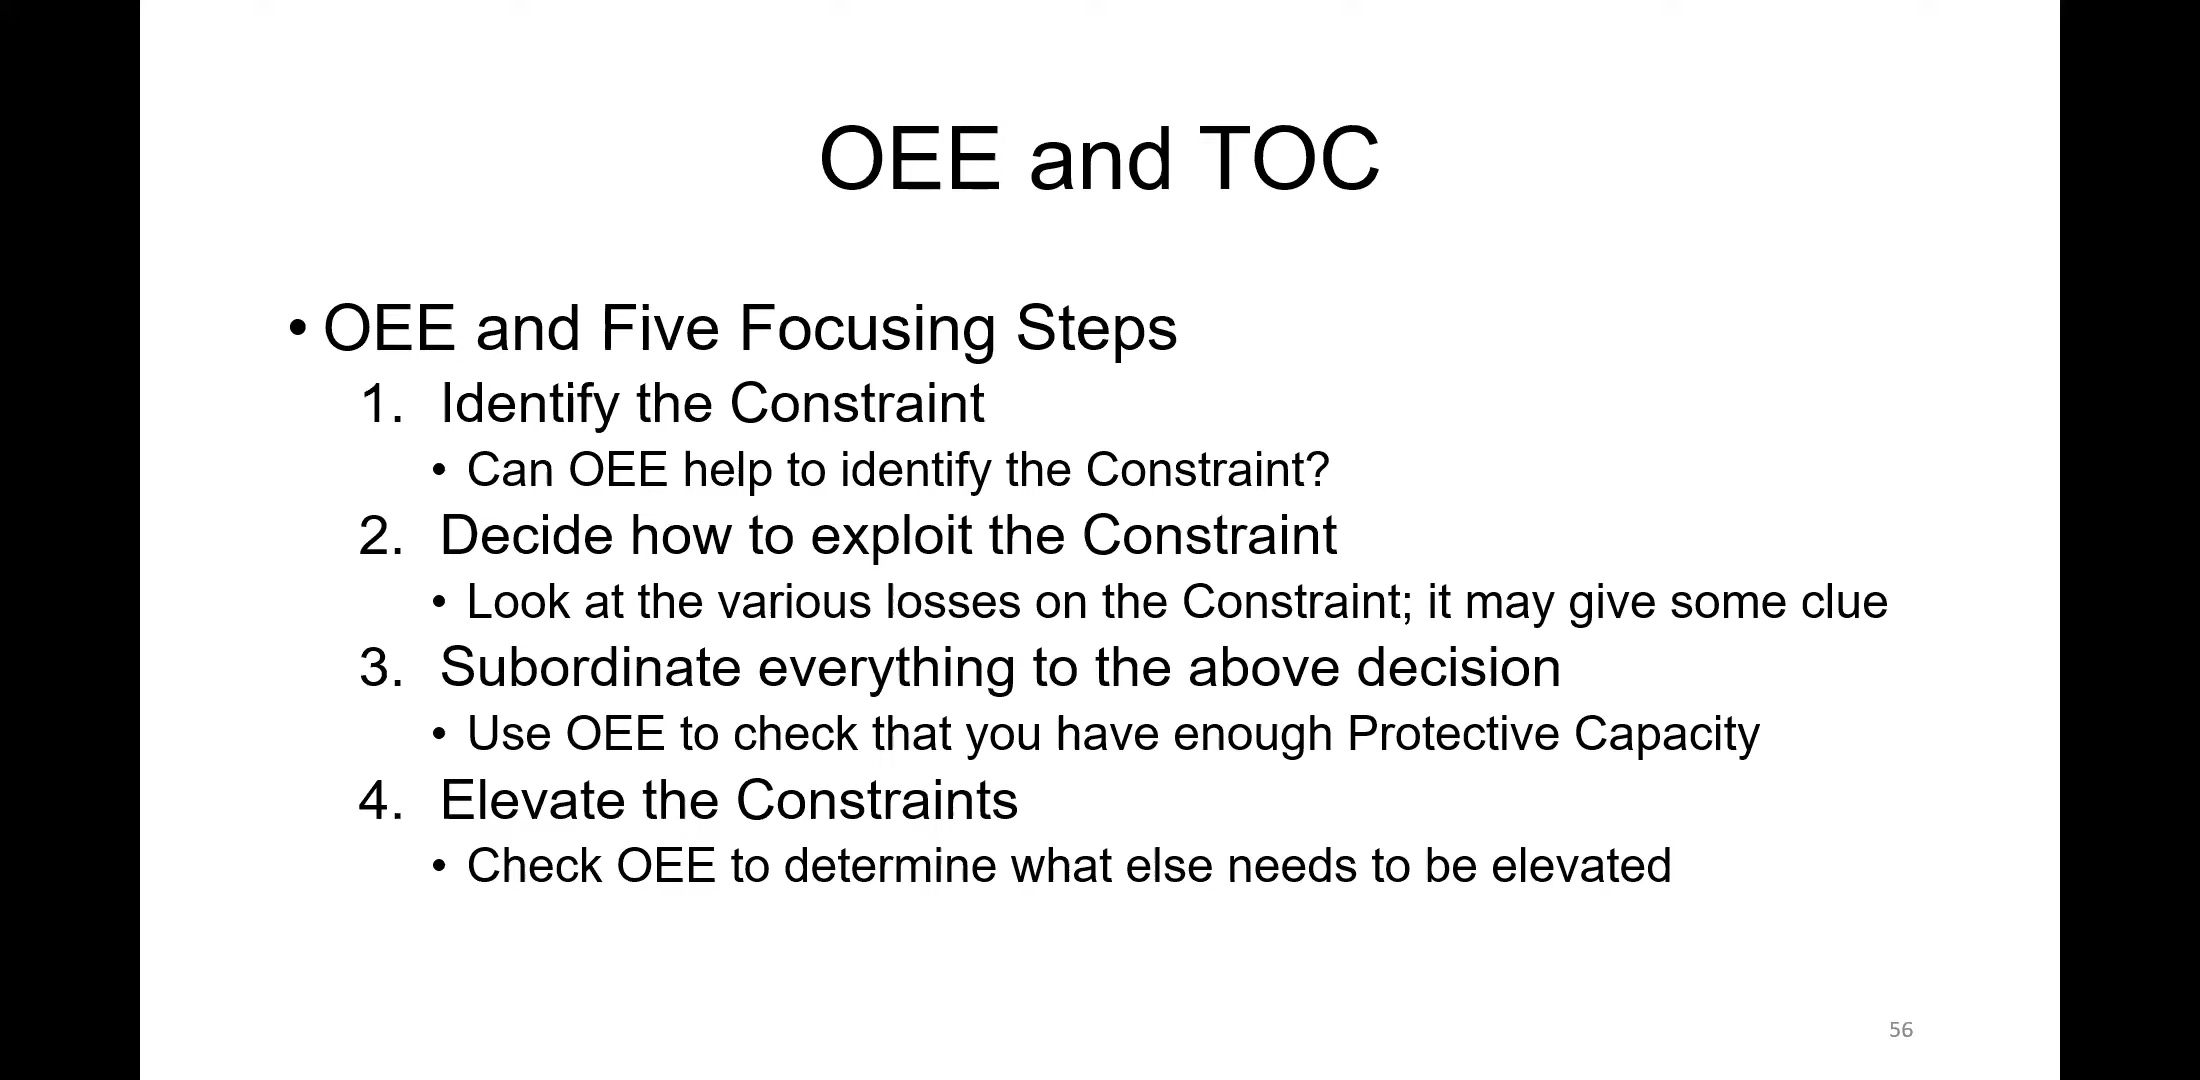 OEE and TOC
• OEE and Five Focusing Steps
1. Identify the Constraint
• Can OEE help to identify the Constraint?
2. Decide how to exploit the Constraint
• Look at the various losses on the Constraint; it may give some clue
3. Subordinate everything to the above decision
• Use OEE to check that you have enough Protective Capacity
4. Elevate the Constraints
• Check OEE to determine what else needs to be elevated
56